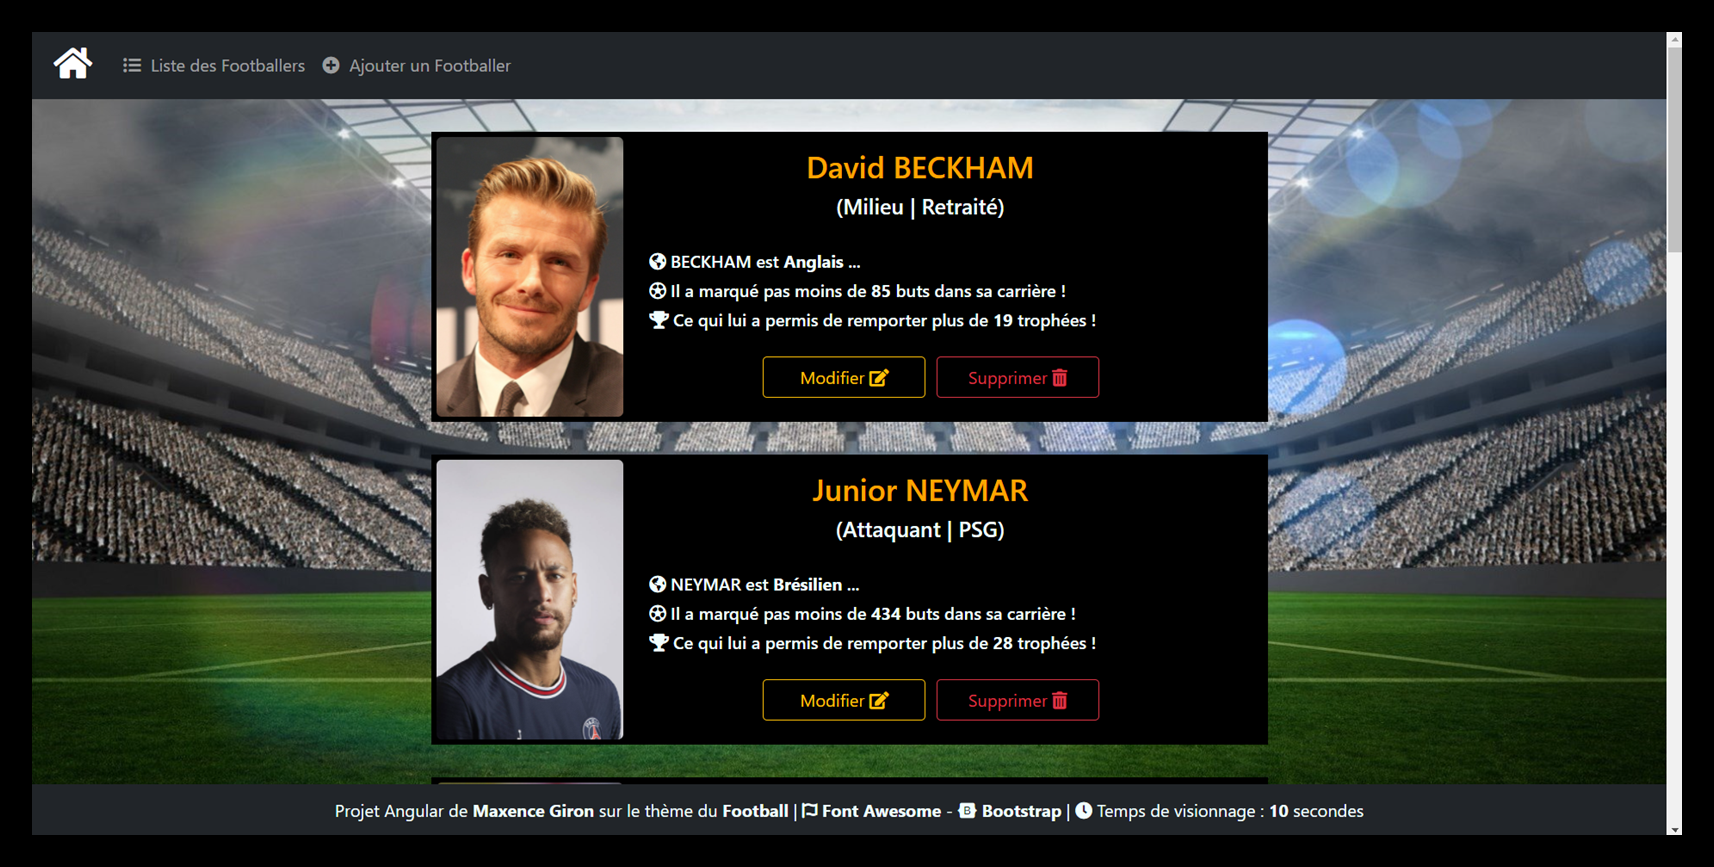 Liste des Footballers Ajouter un Footballer
David BECKHAM
(Milieu | Retraité)
BECKHAM est Anglais ...
Il a marqué pas moins de 85 buts dans sa carrière !
Ce qui lui a permis de remporter plus de 19 trophées !
Modifier Supprimer
Junior NEYMAR
(Attaquant | PSG)
NEYMAR est Brésilien ...
Il a marqué pas moins de 434 buts dans sa carrière !
Ce qui lui a permis de remporter plus de 28 trophées !
Modifier Supprimer
Projet Angular de Maxence Giron sur le thème du Football | Font Awesome - B Bootstrap | Temps de visionnage : 10 secondes